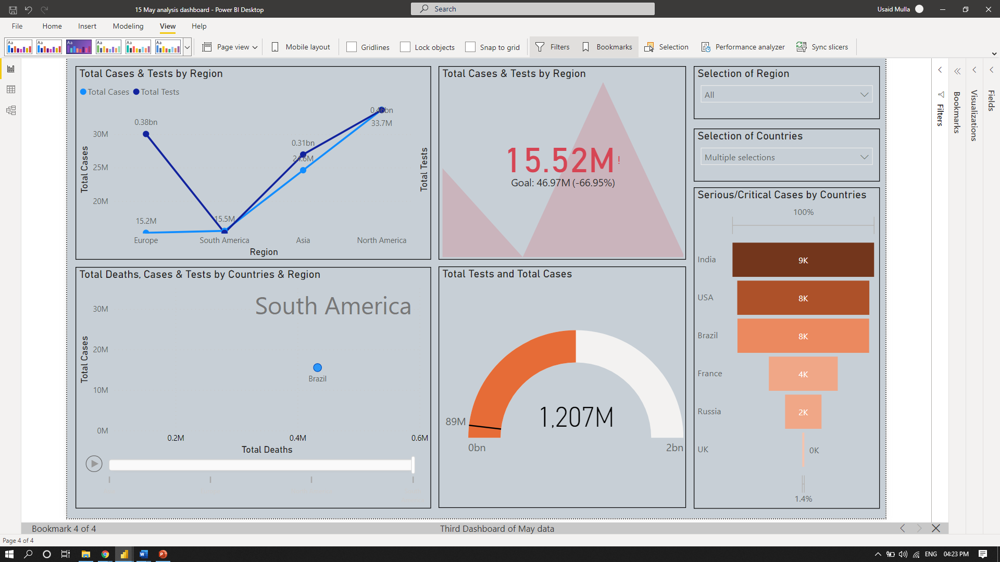 15 May analysis dashboard - Power BI Desktop
Search
Usaid Mulla
File Home Insert Modeling View Help
Aa Aa Aa Aa Aa Aa
Page view Mobile layout Gridlines Lock objects Snap to grid Filters Bookmarks Selection Performance analyzer Sync slicers
Total Cases & Tests by Region
Total Cases Total Tests
Total Cases
30M
25M
20M
0.38bn
15.2M
15.5M
0.31bn
24.6M
0.46bn
33.7M
Total Tests
Europe South America Asia North America
Region
Total Cases & Tests by Region
15.52M!
Goal: 46.97M (-66.95%)
Selection of Region
All
Selection of Countries
Multiple selections
Serious/Critical Cases by Countries
100%
India 9K
USA 8K
Brazil 8K
France 4K
Russia 2K
UK 0K
1.4%
Total Deaths, Cases & Tests by Countries & Region
South America
Total Cases
30M
20M
10M
0M
Brazil
0.2M 0.4M 0.6M
Total Deaths
Total Tests and Total Cases
89M
1,207M
0bn 2bn
Filters
Bookmarks
Visualizations
Fields
Bookmark 4 of 4
Third Dashboard of May data
Page 4 of 4
ENG 04:23 PM